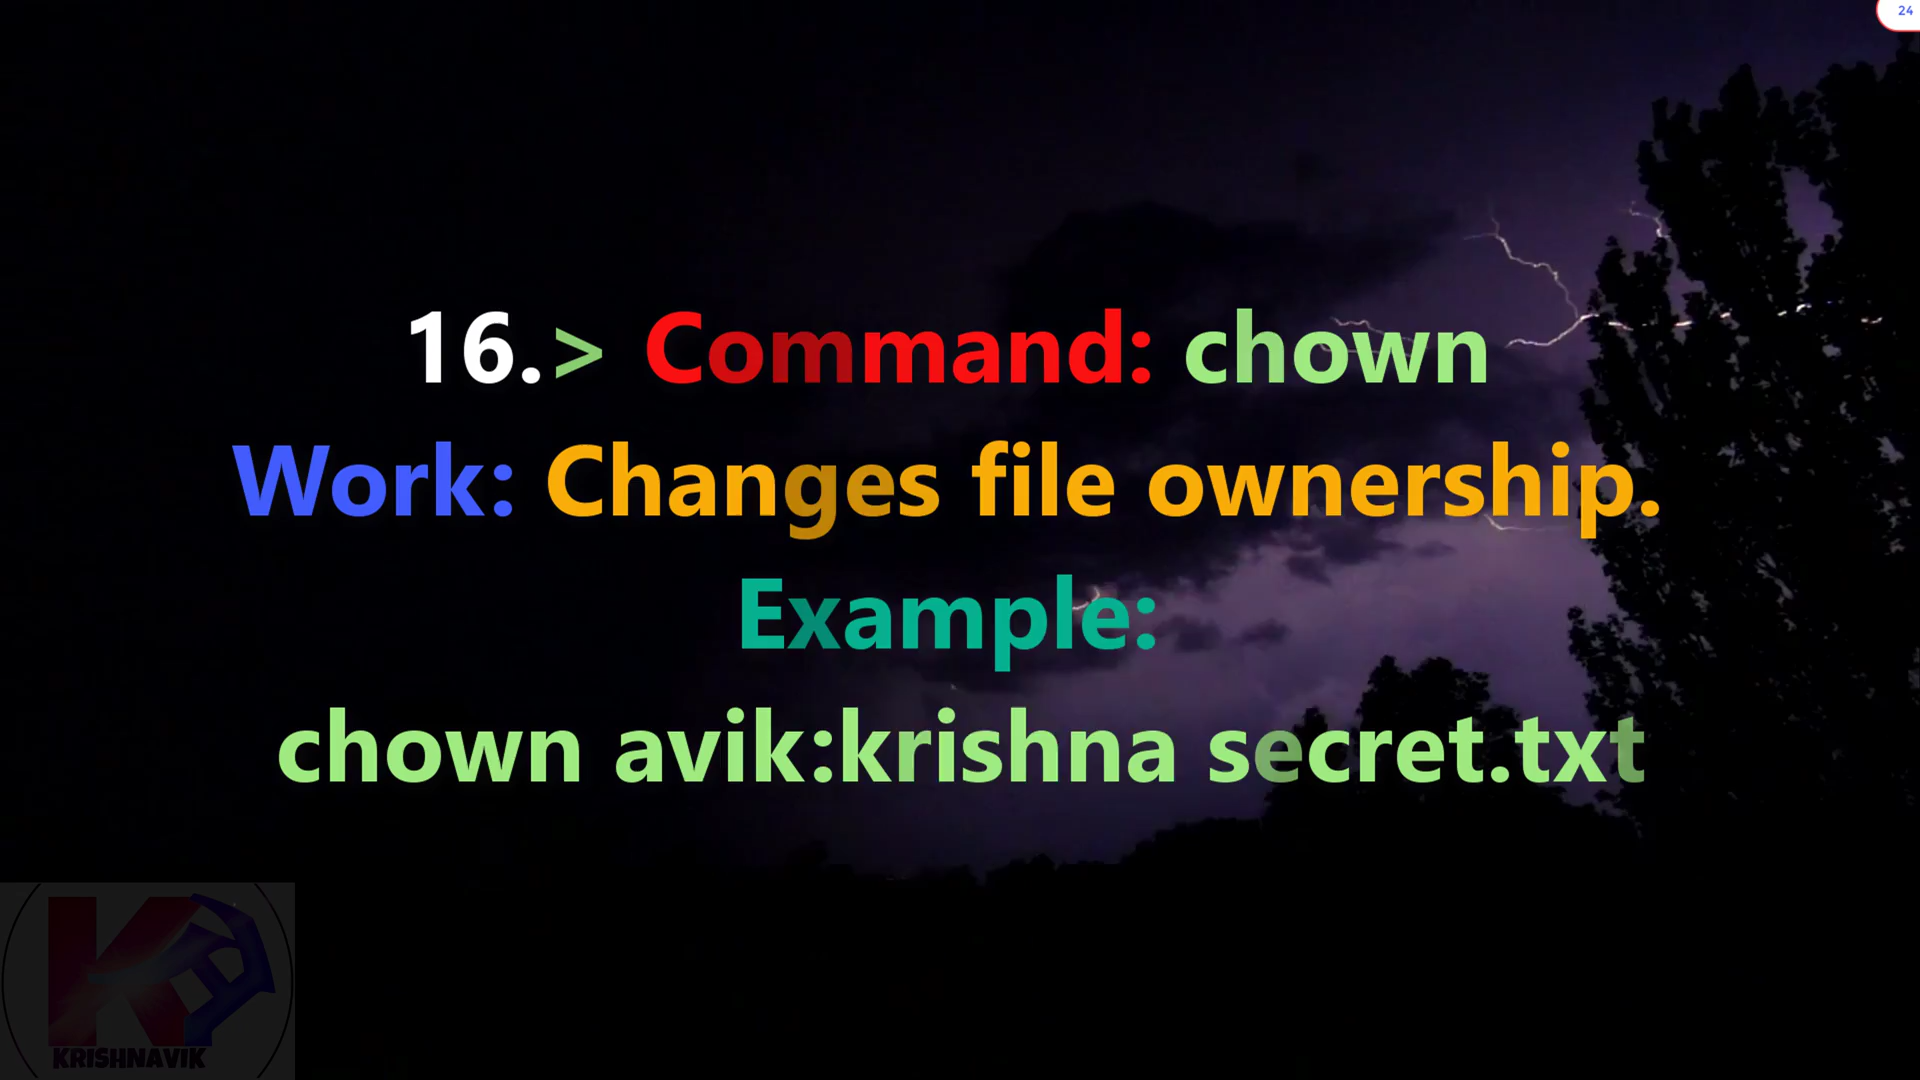 24
16.> Command: chown
Work: Changes file ownership.
Example:
chown avik:krishna secret.txt
KRISHNAVIK